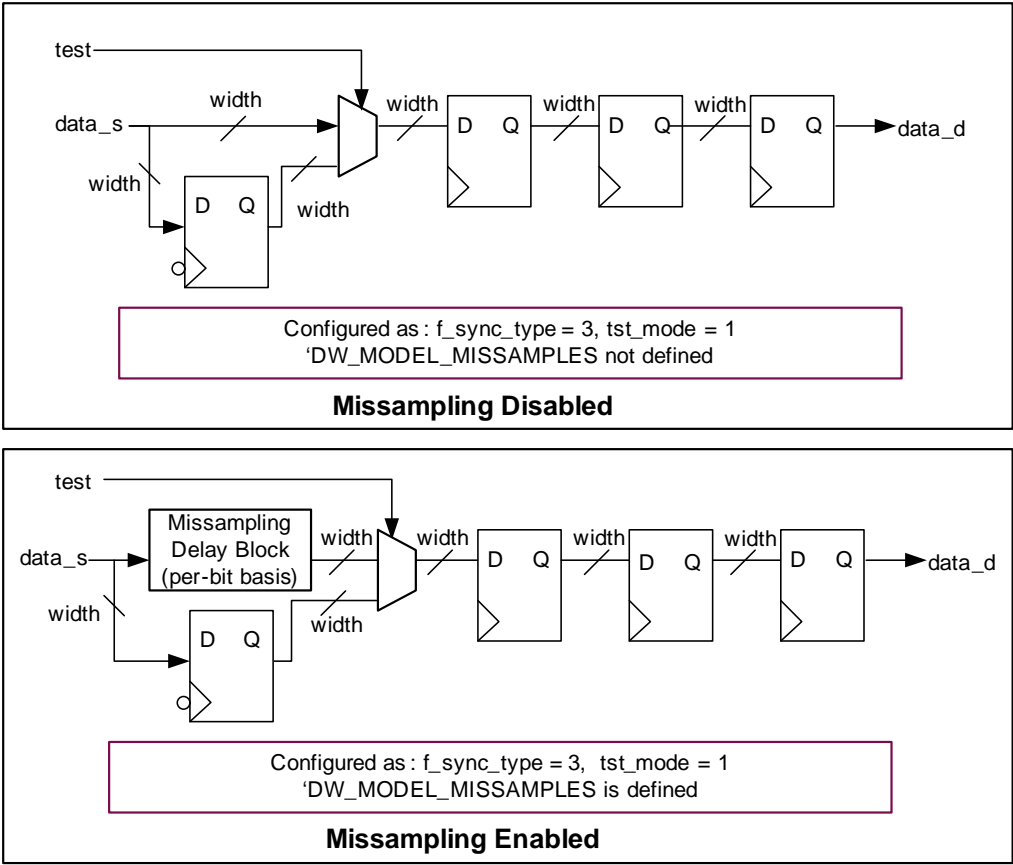 test
width
width
width
width
data_s
D Q
D Q
D Q
data_d
width
D Q
width
Configured as : f_sync_type = 3, tst_mode = 1
‘DW_MODEL_MISSAMPLES not defined
Missampling Disabled
test
Missampling
Delay Block
(per-bit basis)
width
width
width
width
data_s
D Q
D Q
D Q
data_d
width
width
D Q
Configured as : f_sync_type = 3, tst_mode = 1
‘DW_MODEL_MISSAMPLES is defined
Missampling Enabled